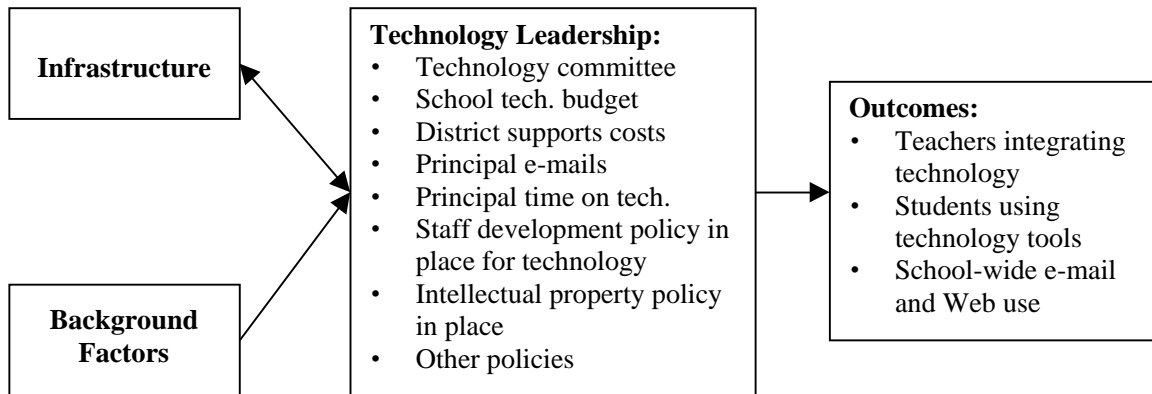 Infrastructure
Background
Factors
Technology Leadership:
• Technology committee
• School tech. budget
• District supports costs
• Principal e-mails
• Principal time on tech.
• Staff development policy in
place for technology
• Intellectual property policy
in place
• Other policies
Outcomes:
• Teachers integrating
technology
• Students using
technology tools
• School-wide e-mail
and Web use